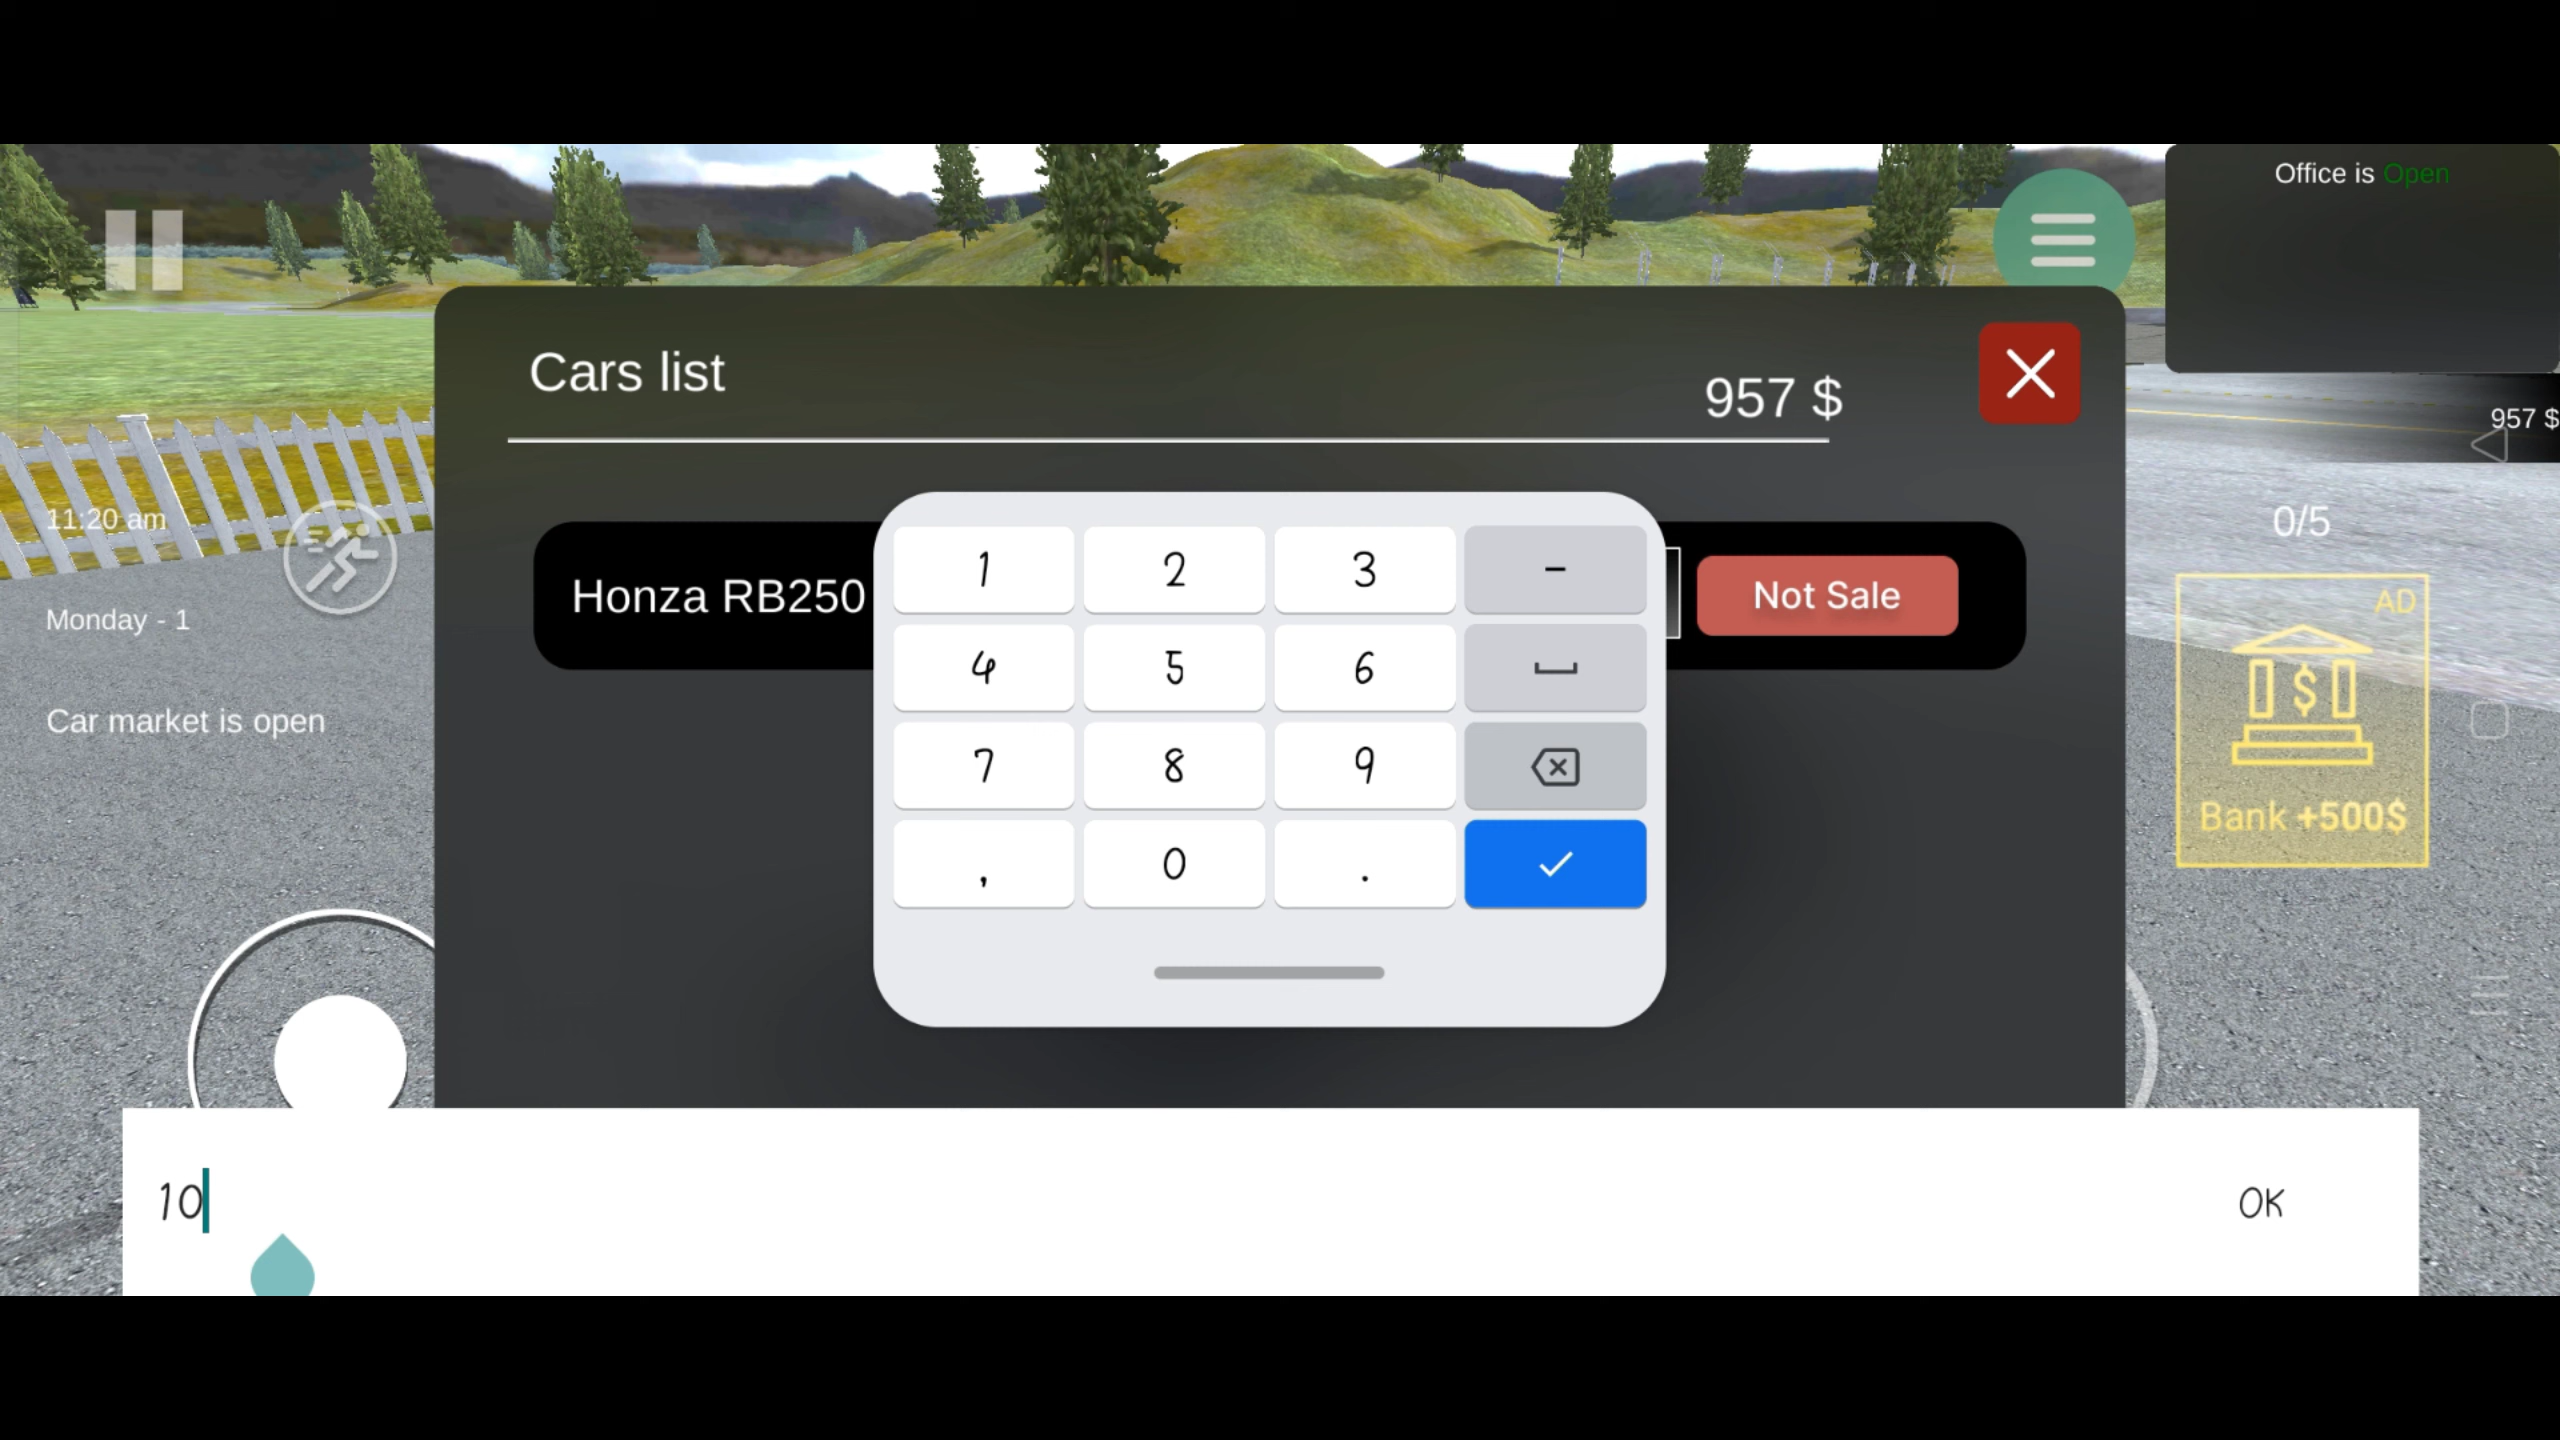 Office is Open
Cars list
957 $
957 $
11:20 am
Monday - 1
Car market is open
Honza RB250
Not Sale
0/5
AD
$
Bank +500$
1 2 3 -
4 5 6
7 8 9
, 0 .
10
OK